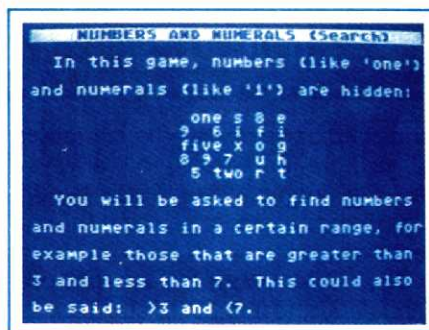 NUMBERS AND NUMERALS (Search)
In this game, numbers (like 'one')
and numerals (like '1') are hidden:
one s 8 e
9 6 i f i
five x o g
8 9 7 u h
5 two r t
You will be asked to find numbers
and numerals in a certain range, for
example those that are greater than
3 and less than 7. This could also
be said: >3 and <7.